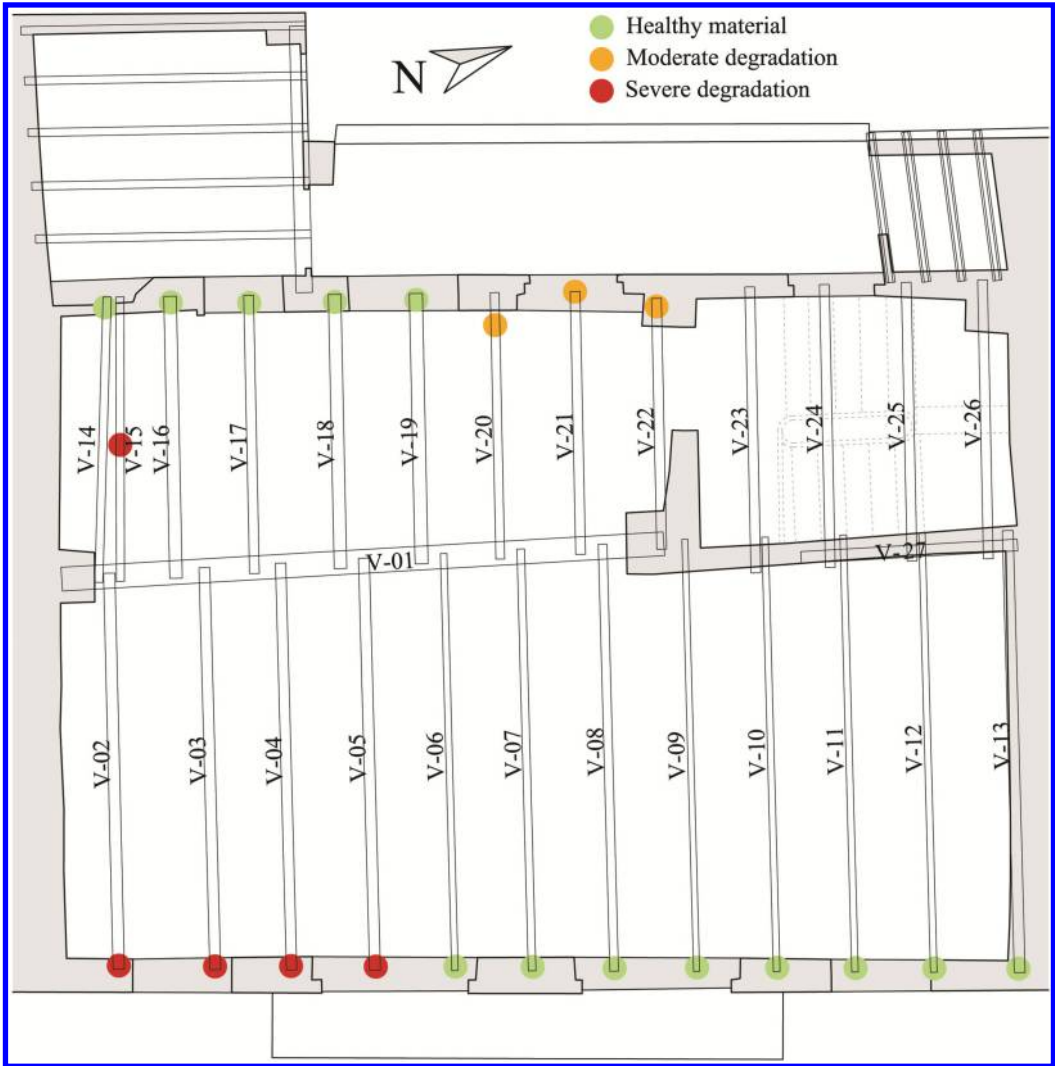 Healthy material
N
Moderate degradation
Severe degradation
V-14
V-15
V-16
V-17
V-18
V-19
V-20
V-21
V-22
V-23
V-24
V-25
V-26
V-01
V-27
V-02
V-03
V-04
V-05
V-06
V-07
V-08
V-09
V-10
V-11
V-12
V-13